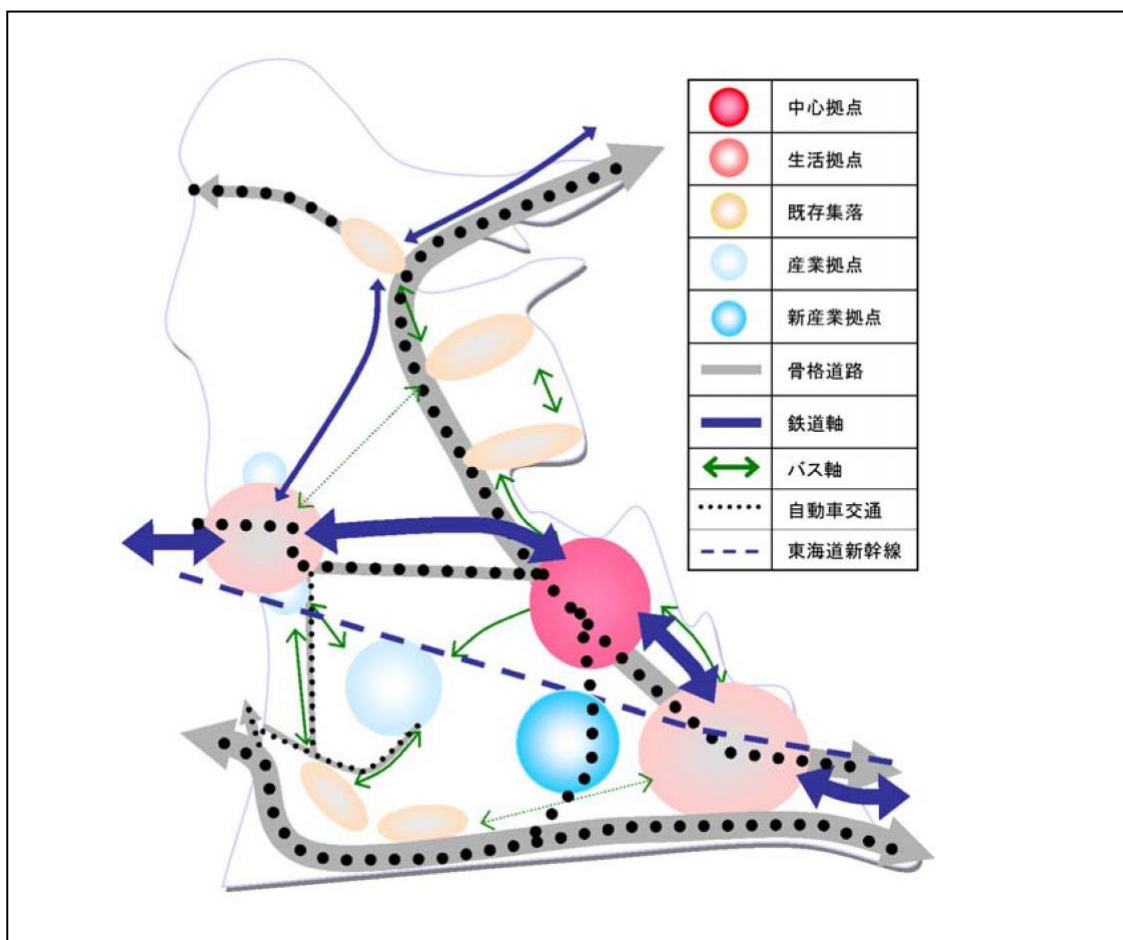 中心拠点
生活拠点
既存集落
産業拠点
新産業拠点
骨格道路
鉄道軸
バス軸
自動車交通
東海道新幹線